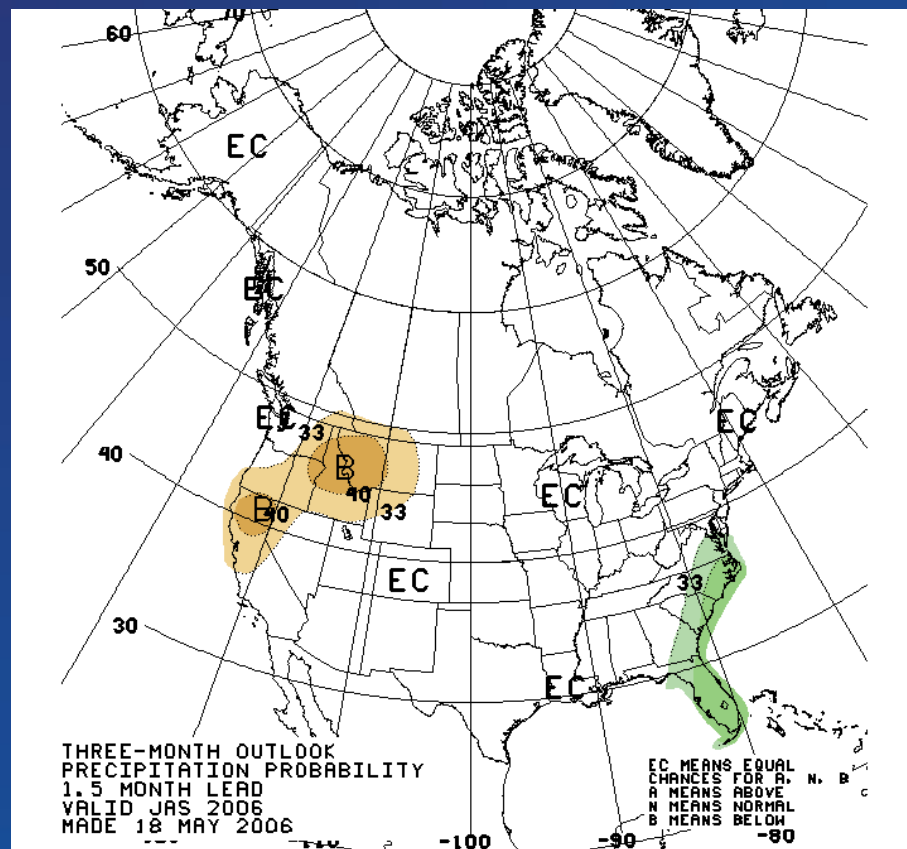 70
60
EC
50
EC
EC
33
EC
40
B
40
EC
B
40
33
EC
33
30
EC
THREE-MONTH OUTLOOK
PRECIPITATION PROBABILITY
1.5 MONTH LEAD
VALID JAS 2006
MADE 18 MAY 2006
EC MEANS EQUAL
CHANCES FOR A, N, B
A MEANS ABOVE
N MEANS NORMAL
B MEANS BELOW
-100
-90
-80